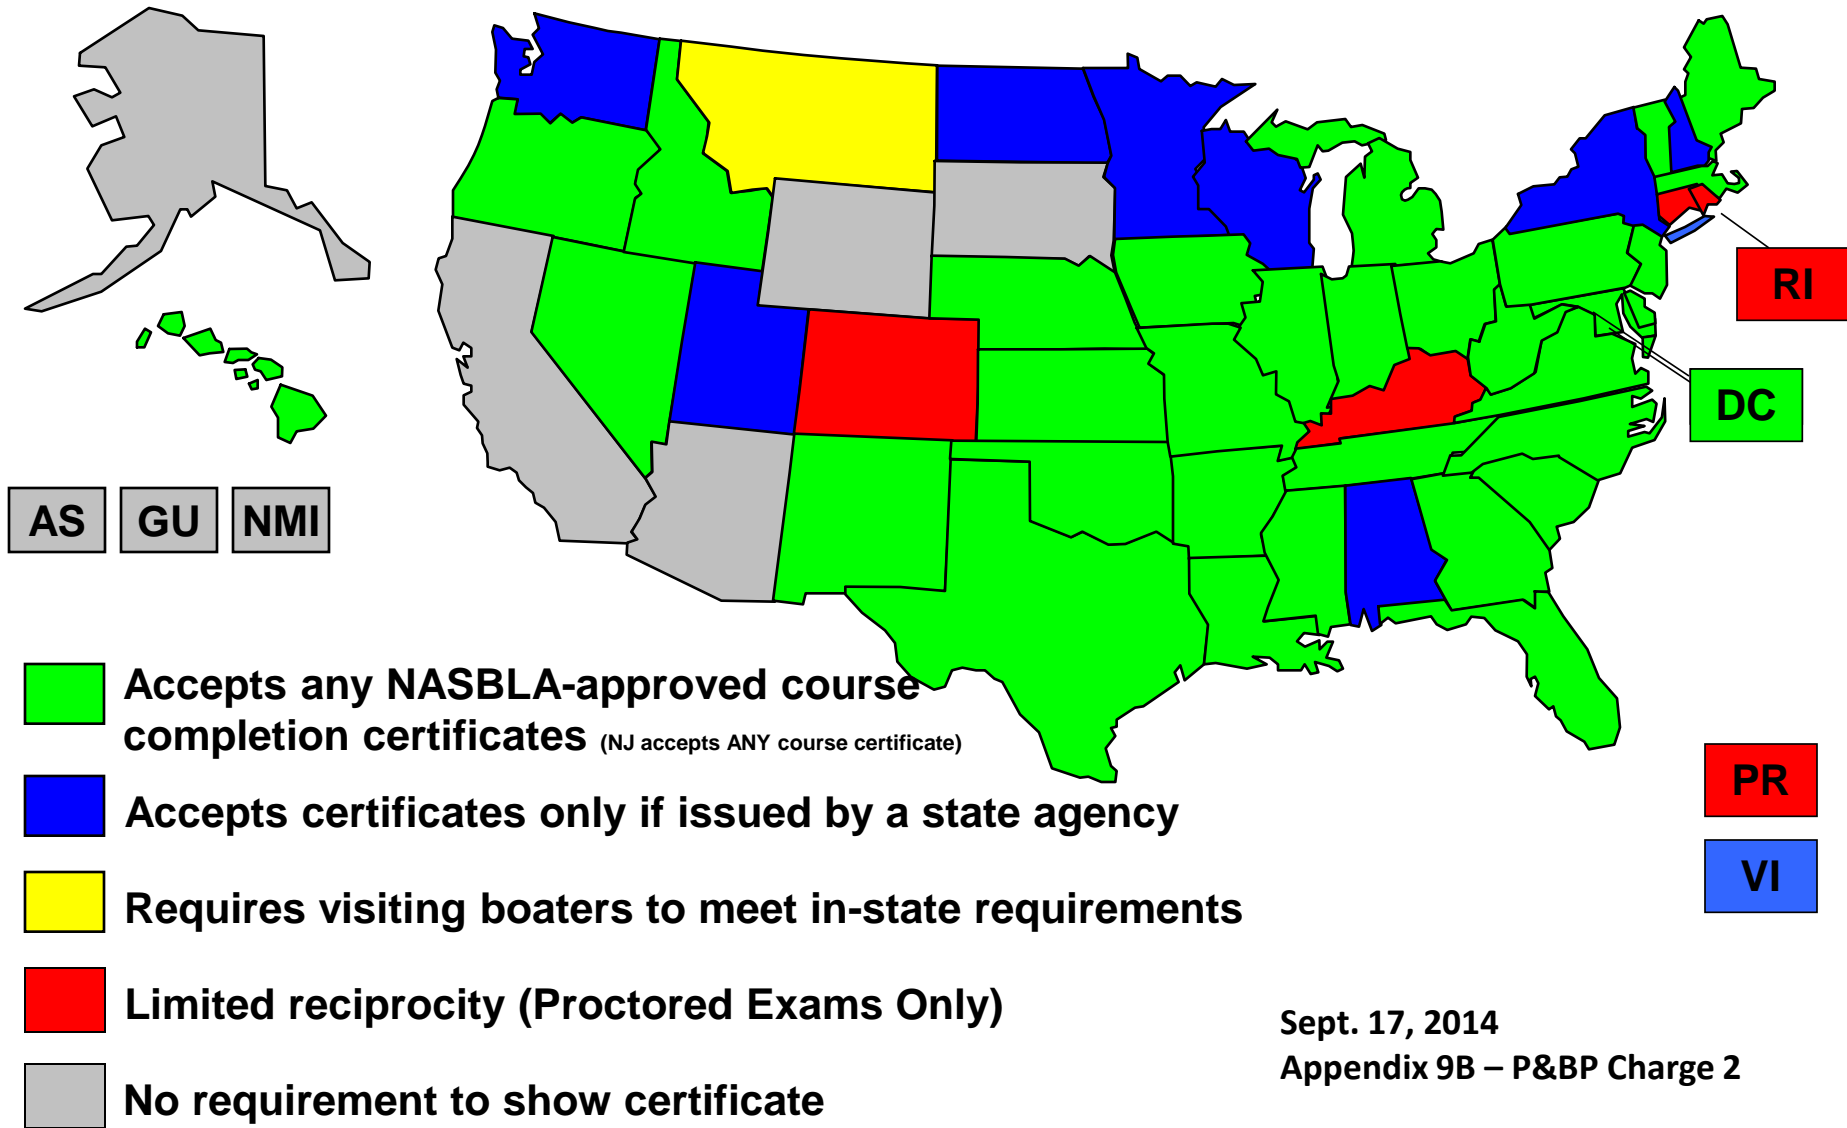 RI
DC
AS GU NMI
Accepts any NASBLA-approved course
completion certificates (NJ accepts ANY course certificate)
PR
Accepts certificates only if issued by a state agency
VI
Requires visiting boaters to meet in-state requirements
Limited reciprocity (Proctored Exams Only)
Sept. 17, 2014
Appendix 9B – P&BP Charge 2
No requirement to show certificate